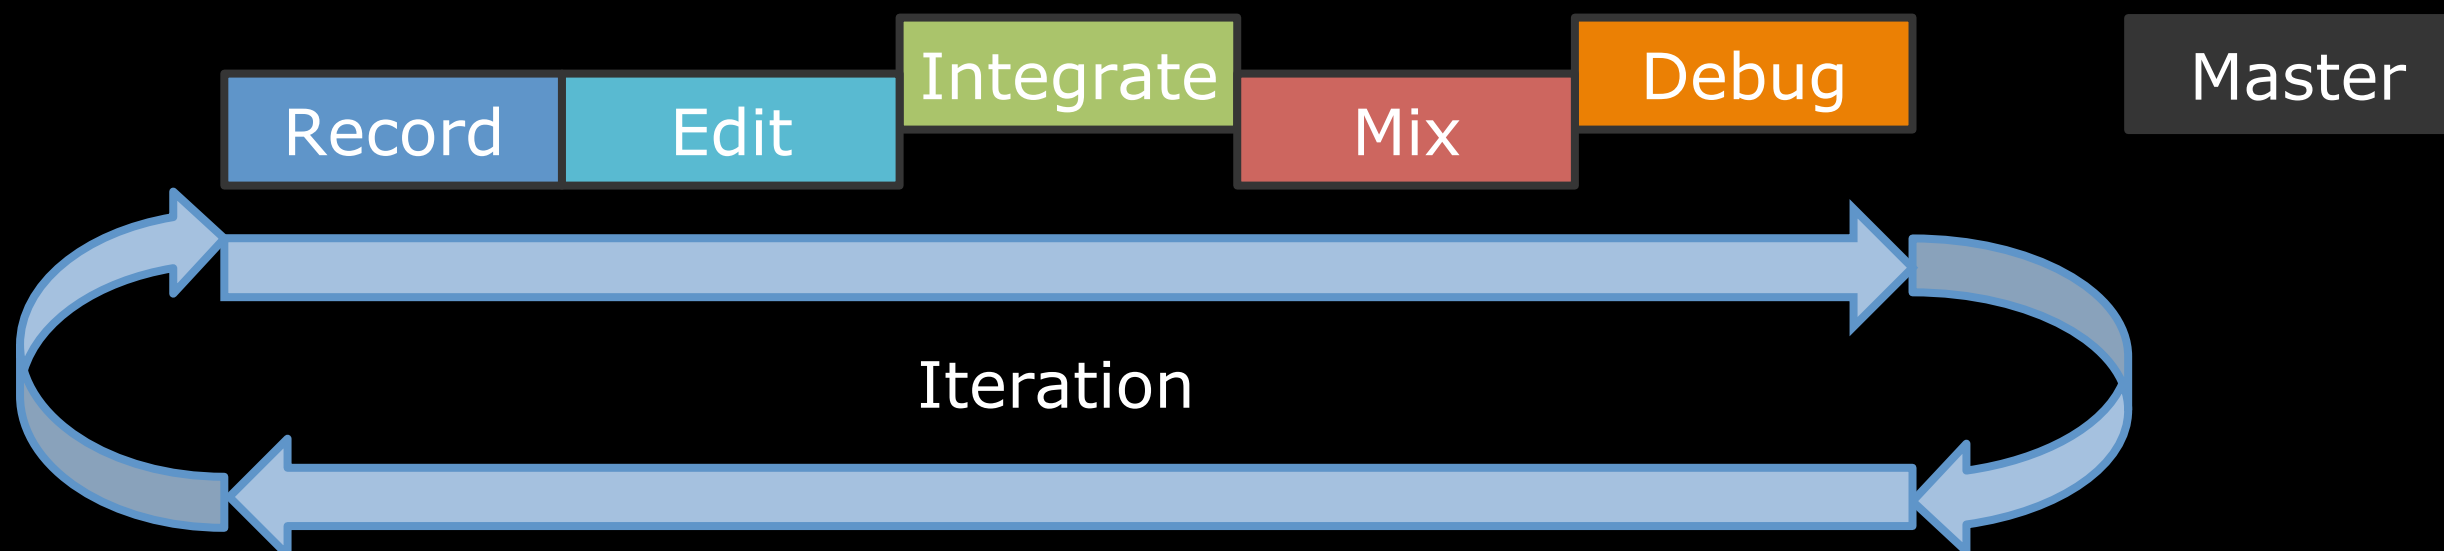 Record
Edit
Integrate
Mix
Debug
Master
Iteration